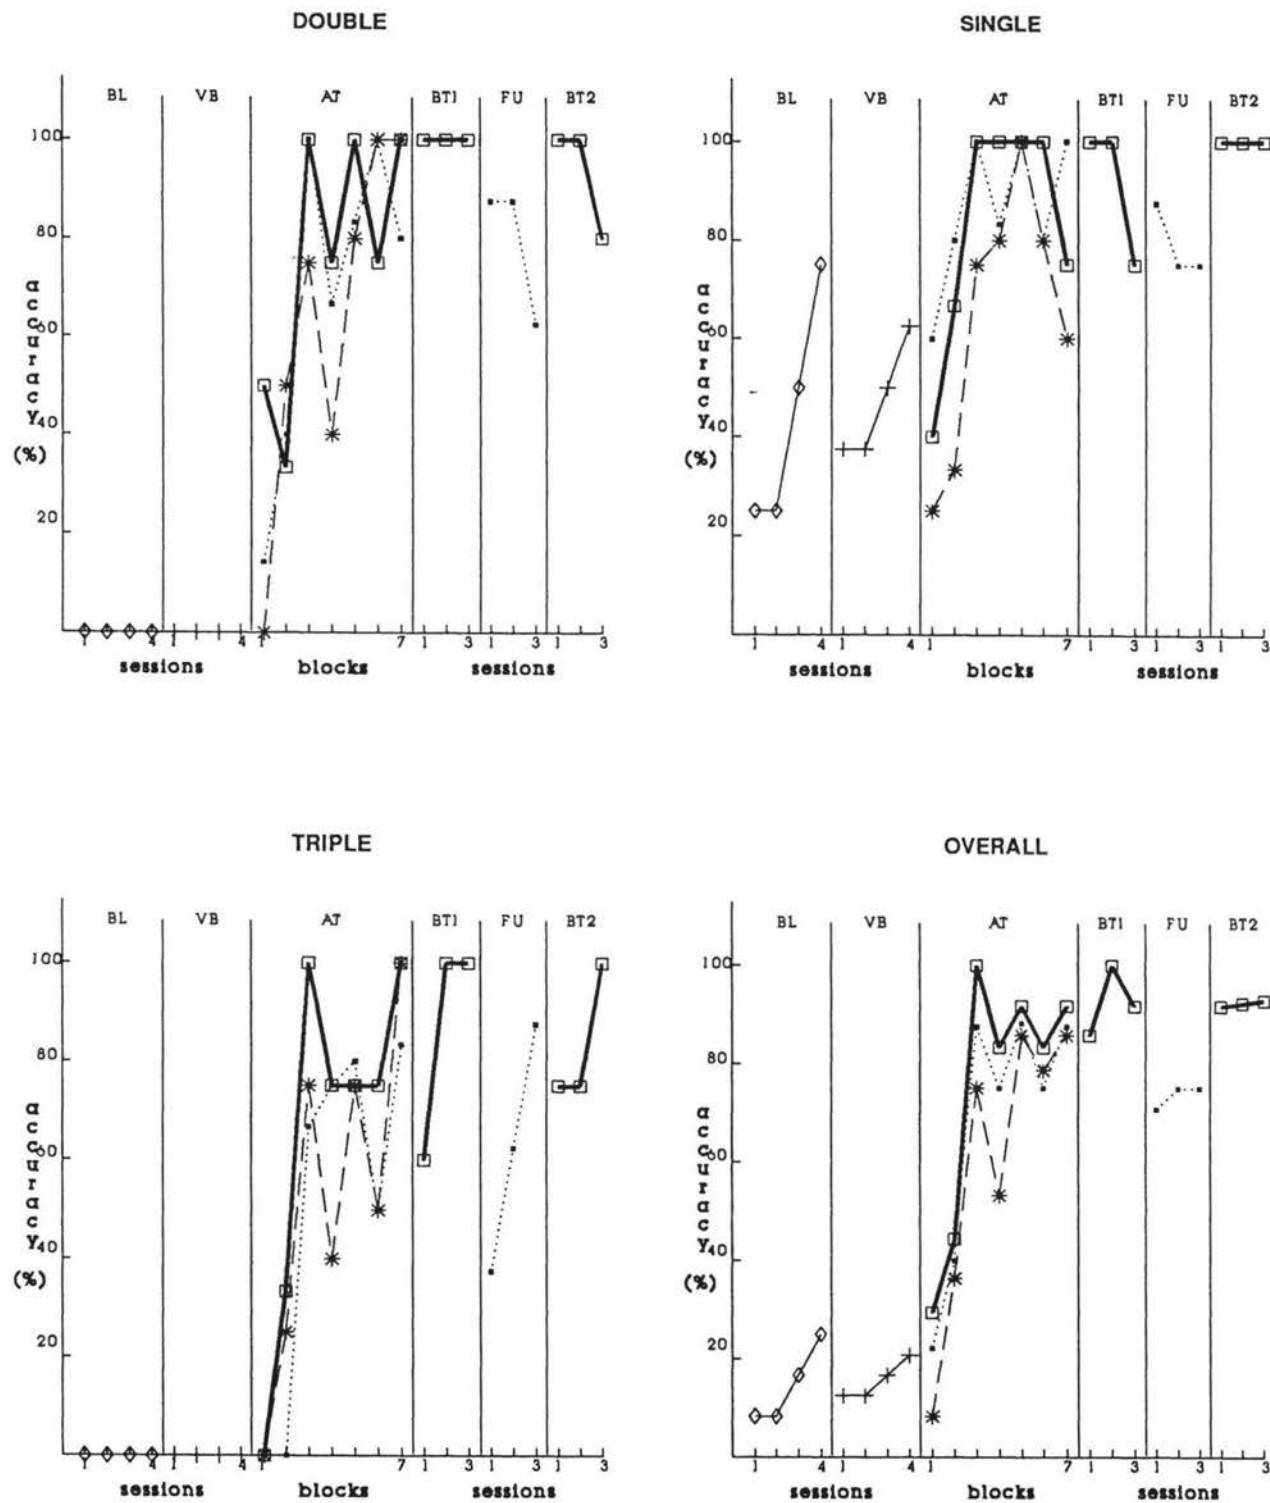 DOUBLE
BL VB AT BT1 FU BT2
100
80
60
40
20
accuracy
(%)
1 4 1 4 1 7 1 3 1 3 1 3
sessions blocks sessions
SINGLE
BL VB AT BT1 FU BT2
100
80
60
40
20
accuracy
(%)
1 4 1 4 1 7 1 3 1 3 1 3
sessions blocks sessions
TRIPLE
BL VB AT BT1 FU BT2
100
80
60
40
20
accuracy
(%)
1 4 1 4 1 7 1 3 1 3 1 3
sessions blocks sessions
OVERALL
BL VB AT BT1 FU BT2
100
80
60
40
20
accuracy
(%)
1 4 1 4 1 7 1 3 1 3 1 3
sessions blocks sessions